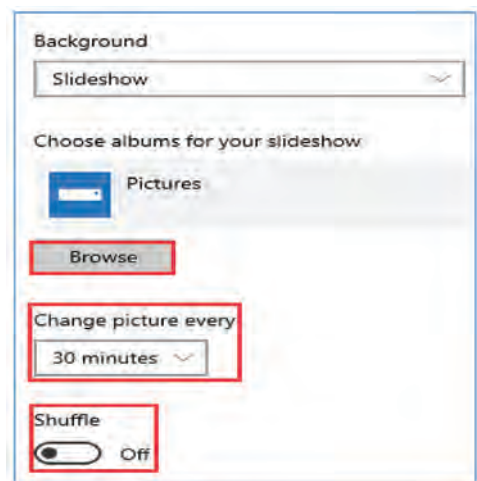 Background
Slideshow
Choose albums for your slideshow
Pictures
Browse
Change picture every
30 minutes
Shuffle
Off